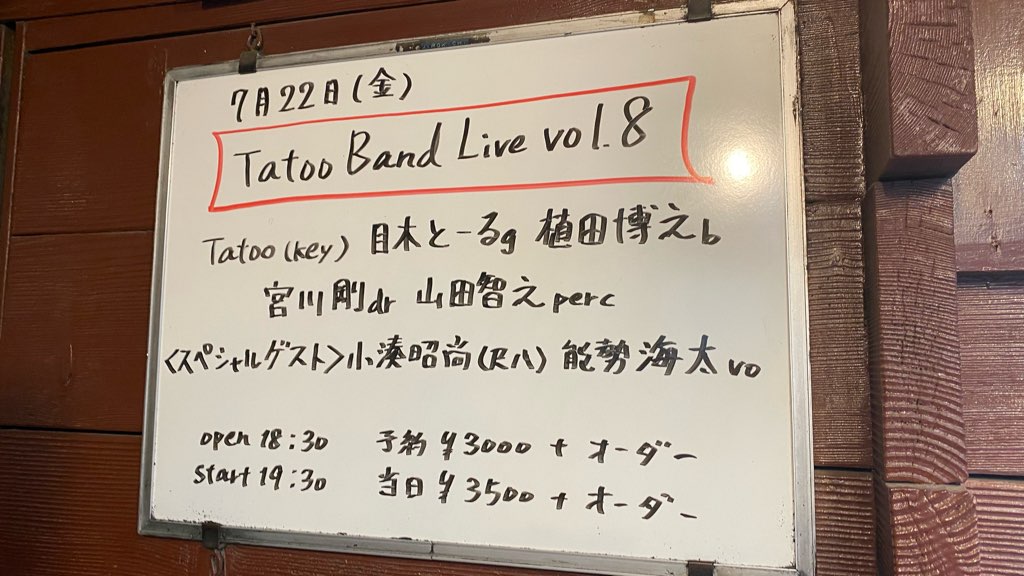 7月22日(金)
Tatoo Band Live vol.8
Tatoo(key) 目木とーるg 植田博之b
宮川剛dr 山田智之perc
〈スペシャルゲスト〉小湊昭尚(尺八) 能勢海太vo
open 18:30 予約 ¥3000 + オーダー
start 19:30 当日 ¥3500 + オーダー